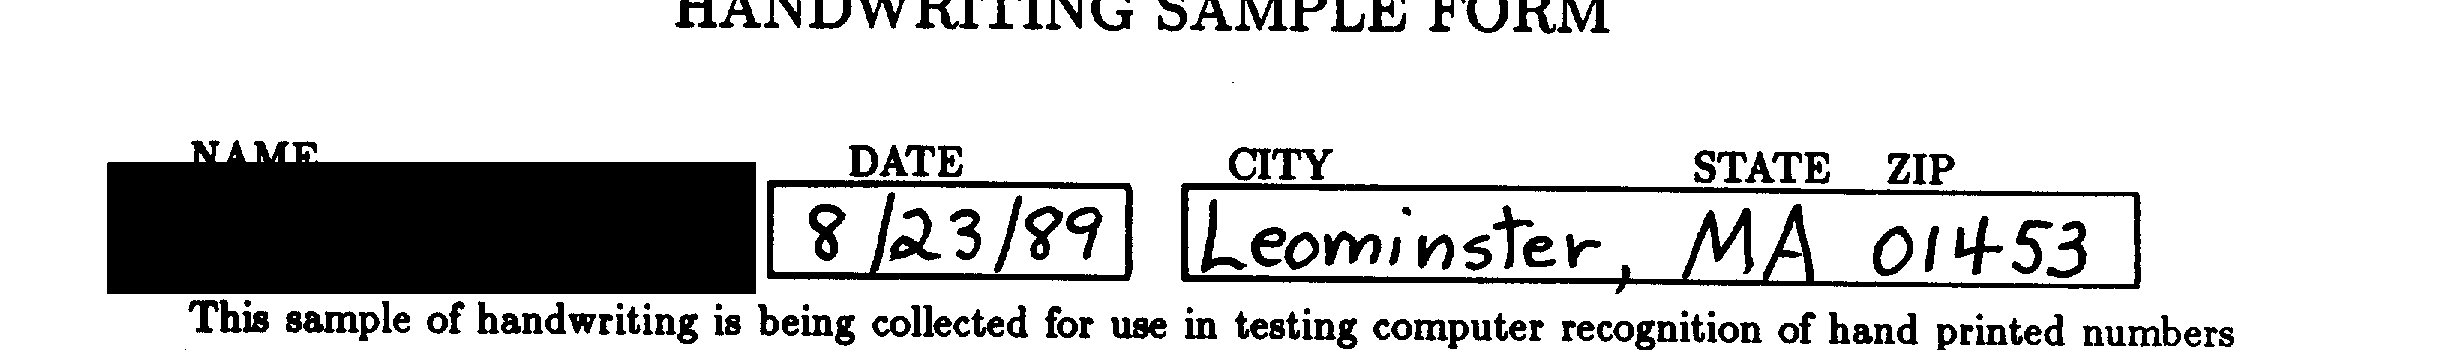 HANDWRITING SAMPLE FORM
NAME DATE CITY STATE ZIP
8/23/89 Leominster, MA 01453
This sample of handwriting is being collected for use in testing computer recognition of hand printed numbers